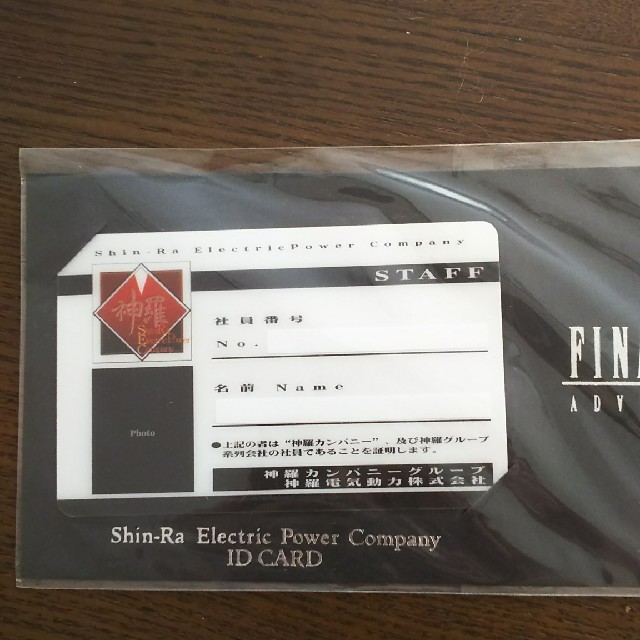 Shin-Ra ElectricPower Company
STAFF
神羅
社員番号
No.
名前 Name
Photo
●上記の者は“神羅カンパニー”、及び神羅グループ
系列会社の社員であることを証明します。
神羅カンパニーグループ
神羅電気動力株式会社
Shin-Ra Electric Power Company
ID CARD
FINA
ADV